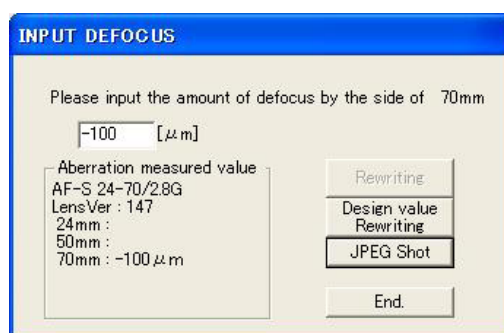 INPUT DEFOCUS
Please input the amount of defocus by the side of 70mm
-100 [μm]
Aberration measured value
AF-S 24-70/2.8G
LensVer : 147
24mm :
50mm :
70mm : -100μm
Rewriting
Design value
Rewriting
JPEG Shot
End.